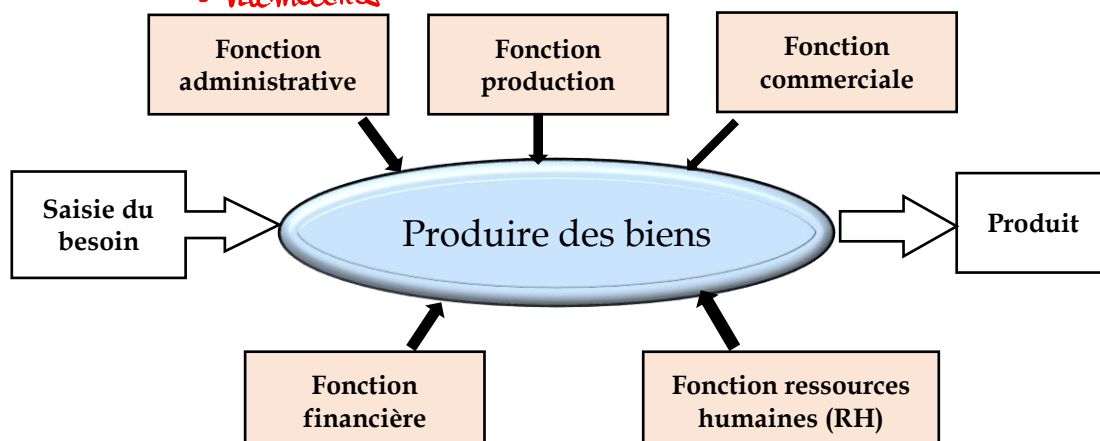 Fonction
administrative
Fonction
production
Fonction
commerciale
Saisie du
besoin
Produire des biens
Produit
Fonction
financière
Fonction ressources
humaines (RH)